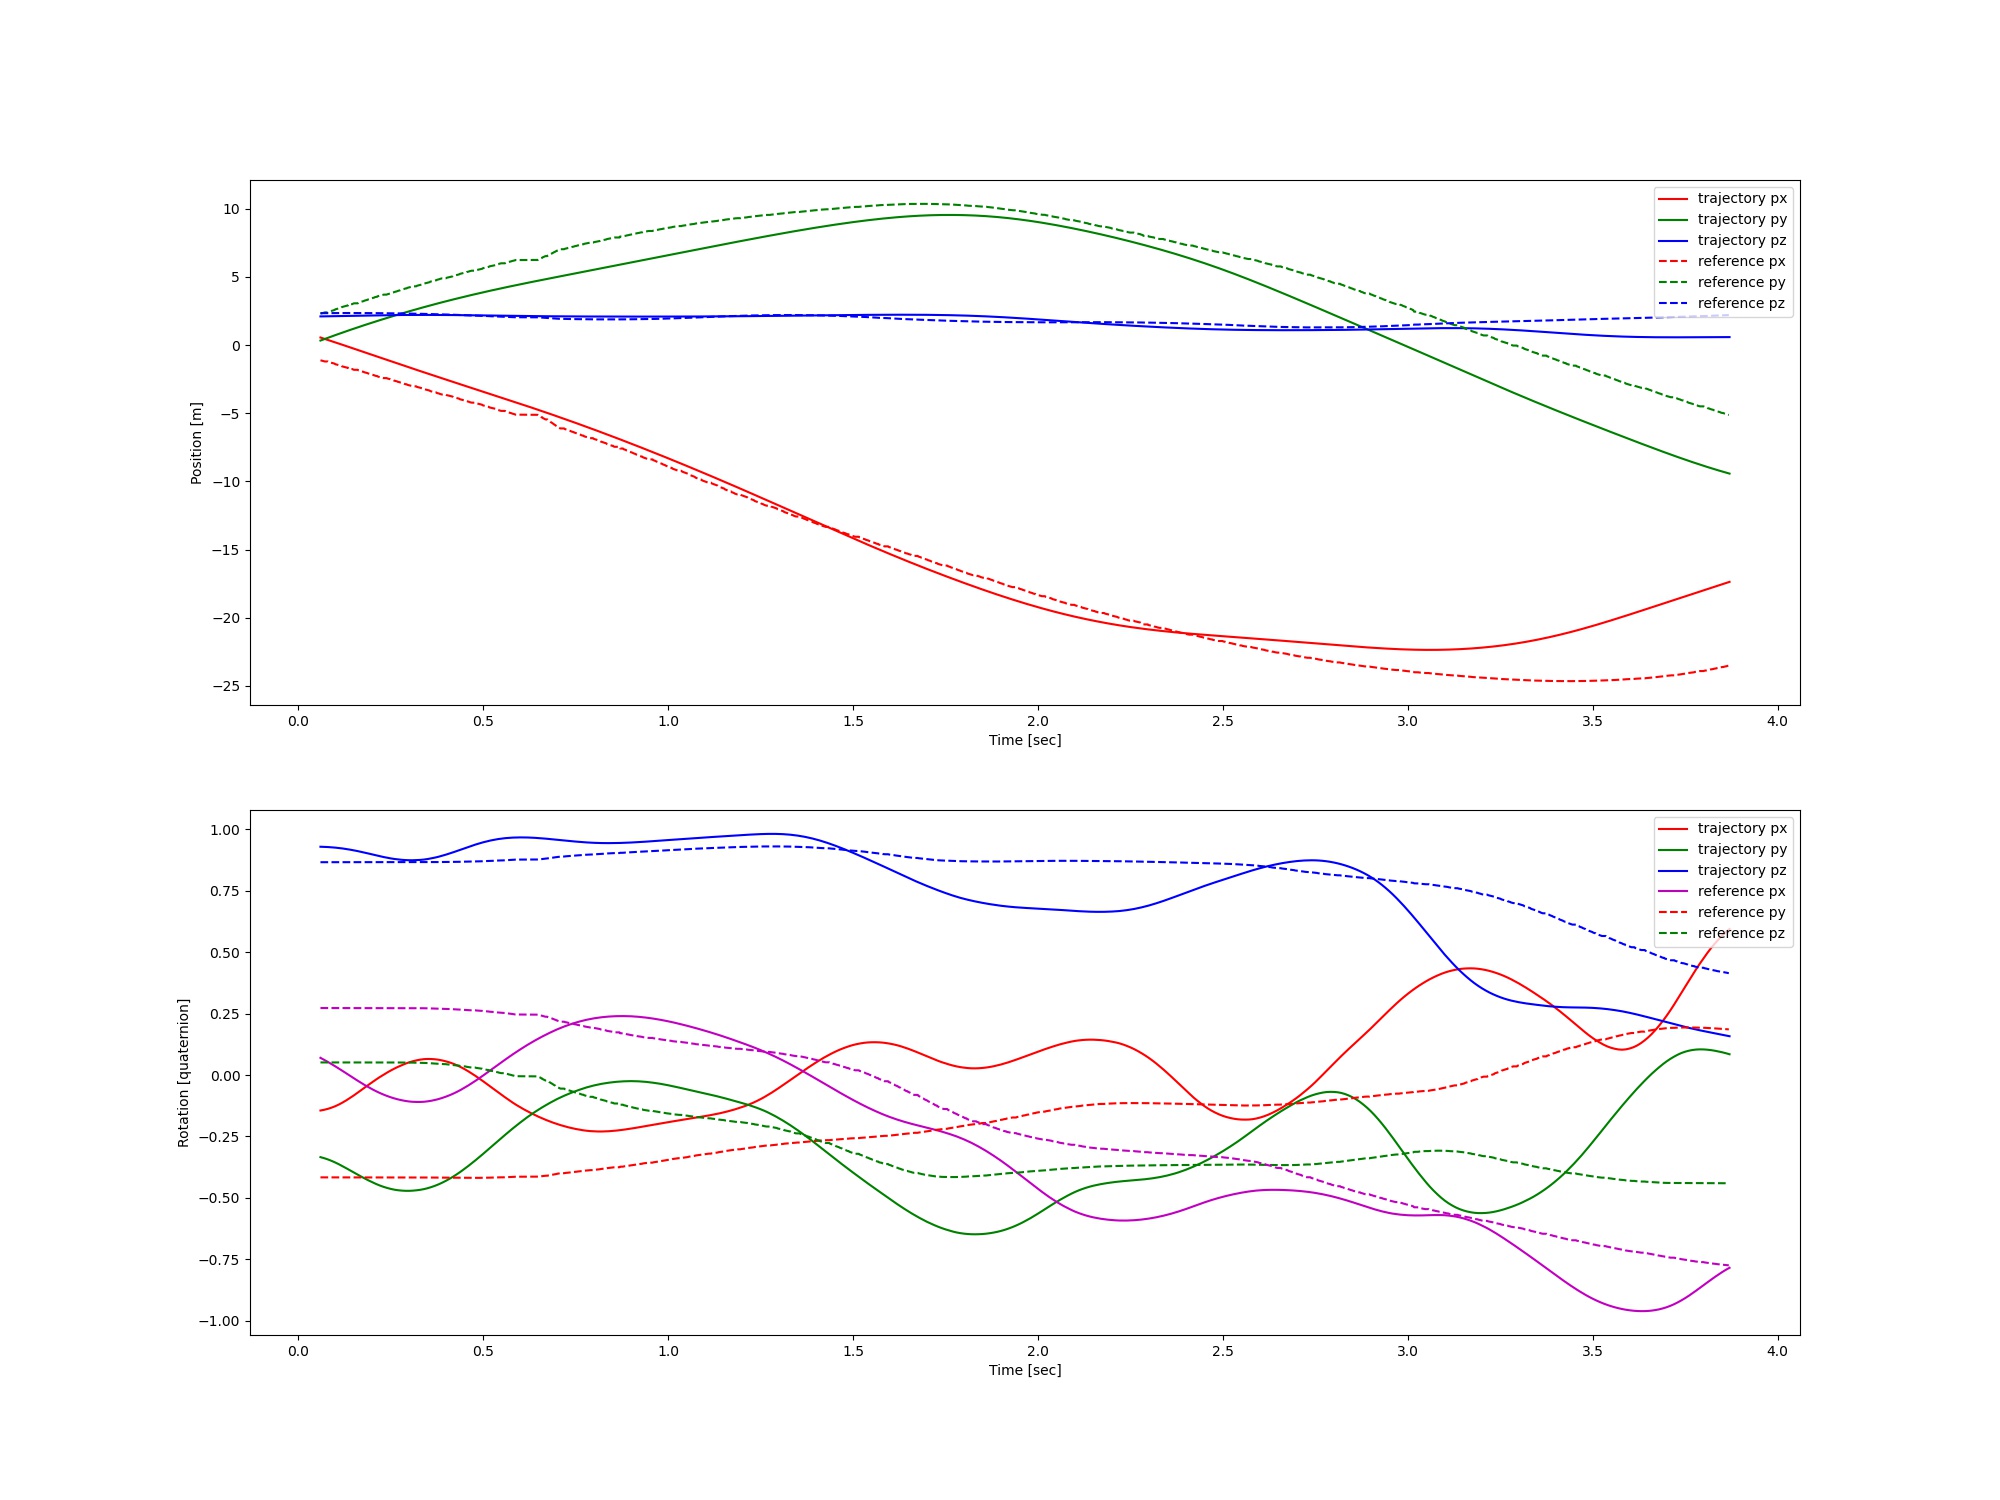 10
5
0
−5
−10
−15
−20
−25
Position [m]
trajectory px
trajectory py
trajectory pz
reference px
reference py
reference pz
0.0 0.5 1.0 1.5 2.0 2.5 3.0 3.5 4.0
Time [sec]
1.00
0.75
0.50
0.25
0.00
−0.25
−0.50
−0.75
−1.00
Rotation [quaternion]
trajectory px
trajectory py
trajectory pz
reference px
reference py
reference pz
0.0 0.5 1.0 1.5 2.0 2.5 3.0 3.5 4.0
Time [sec]